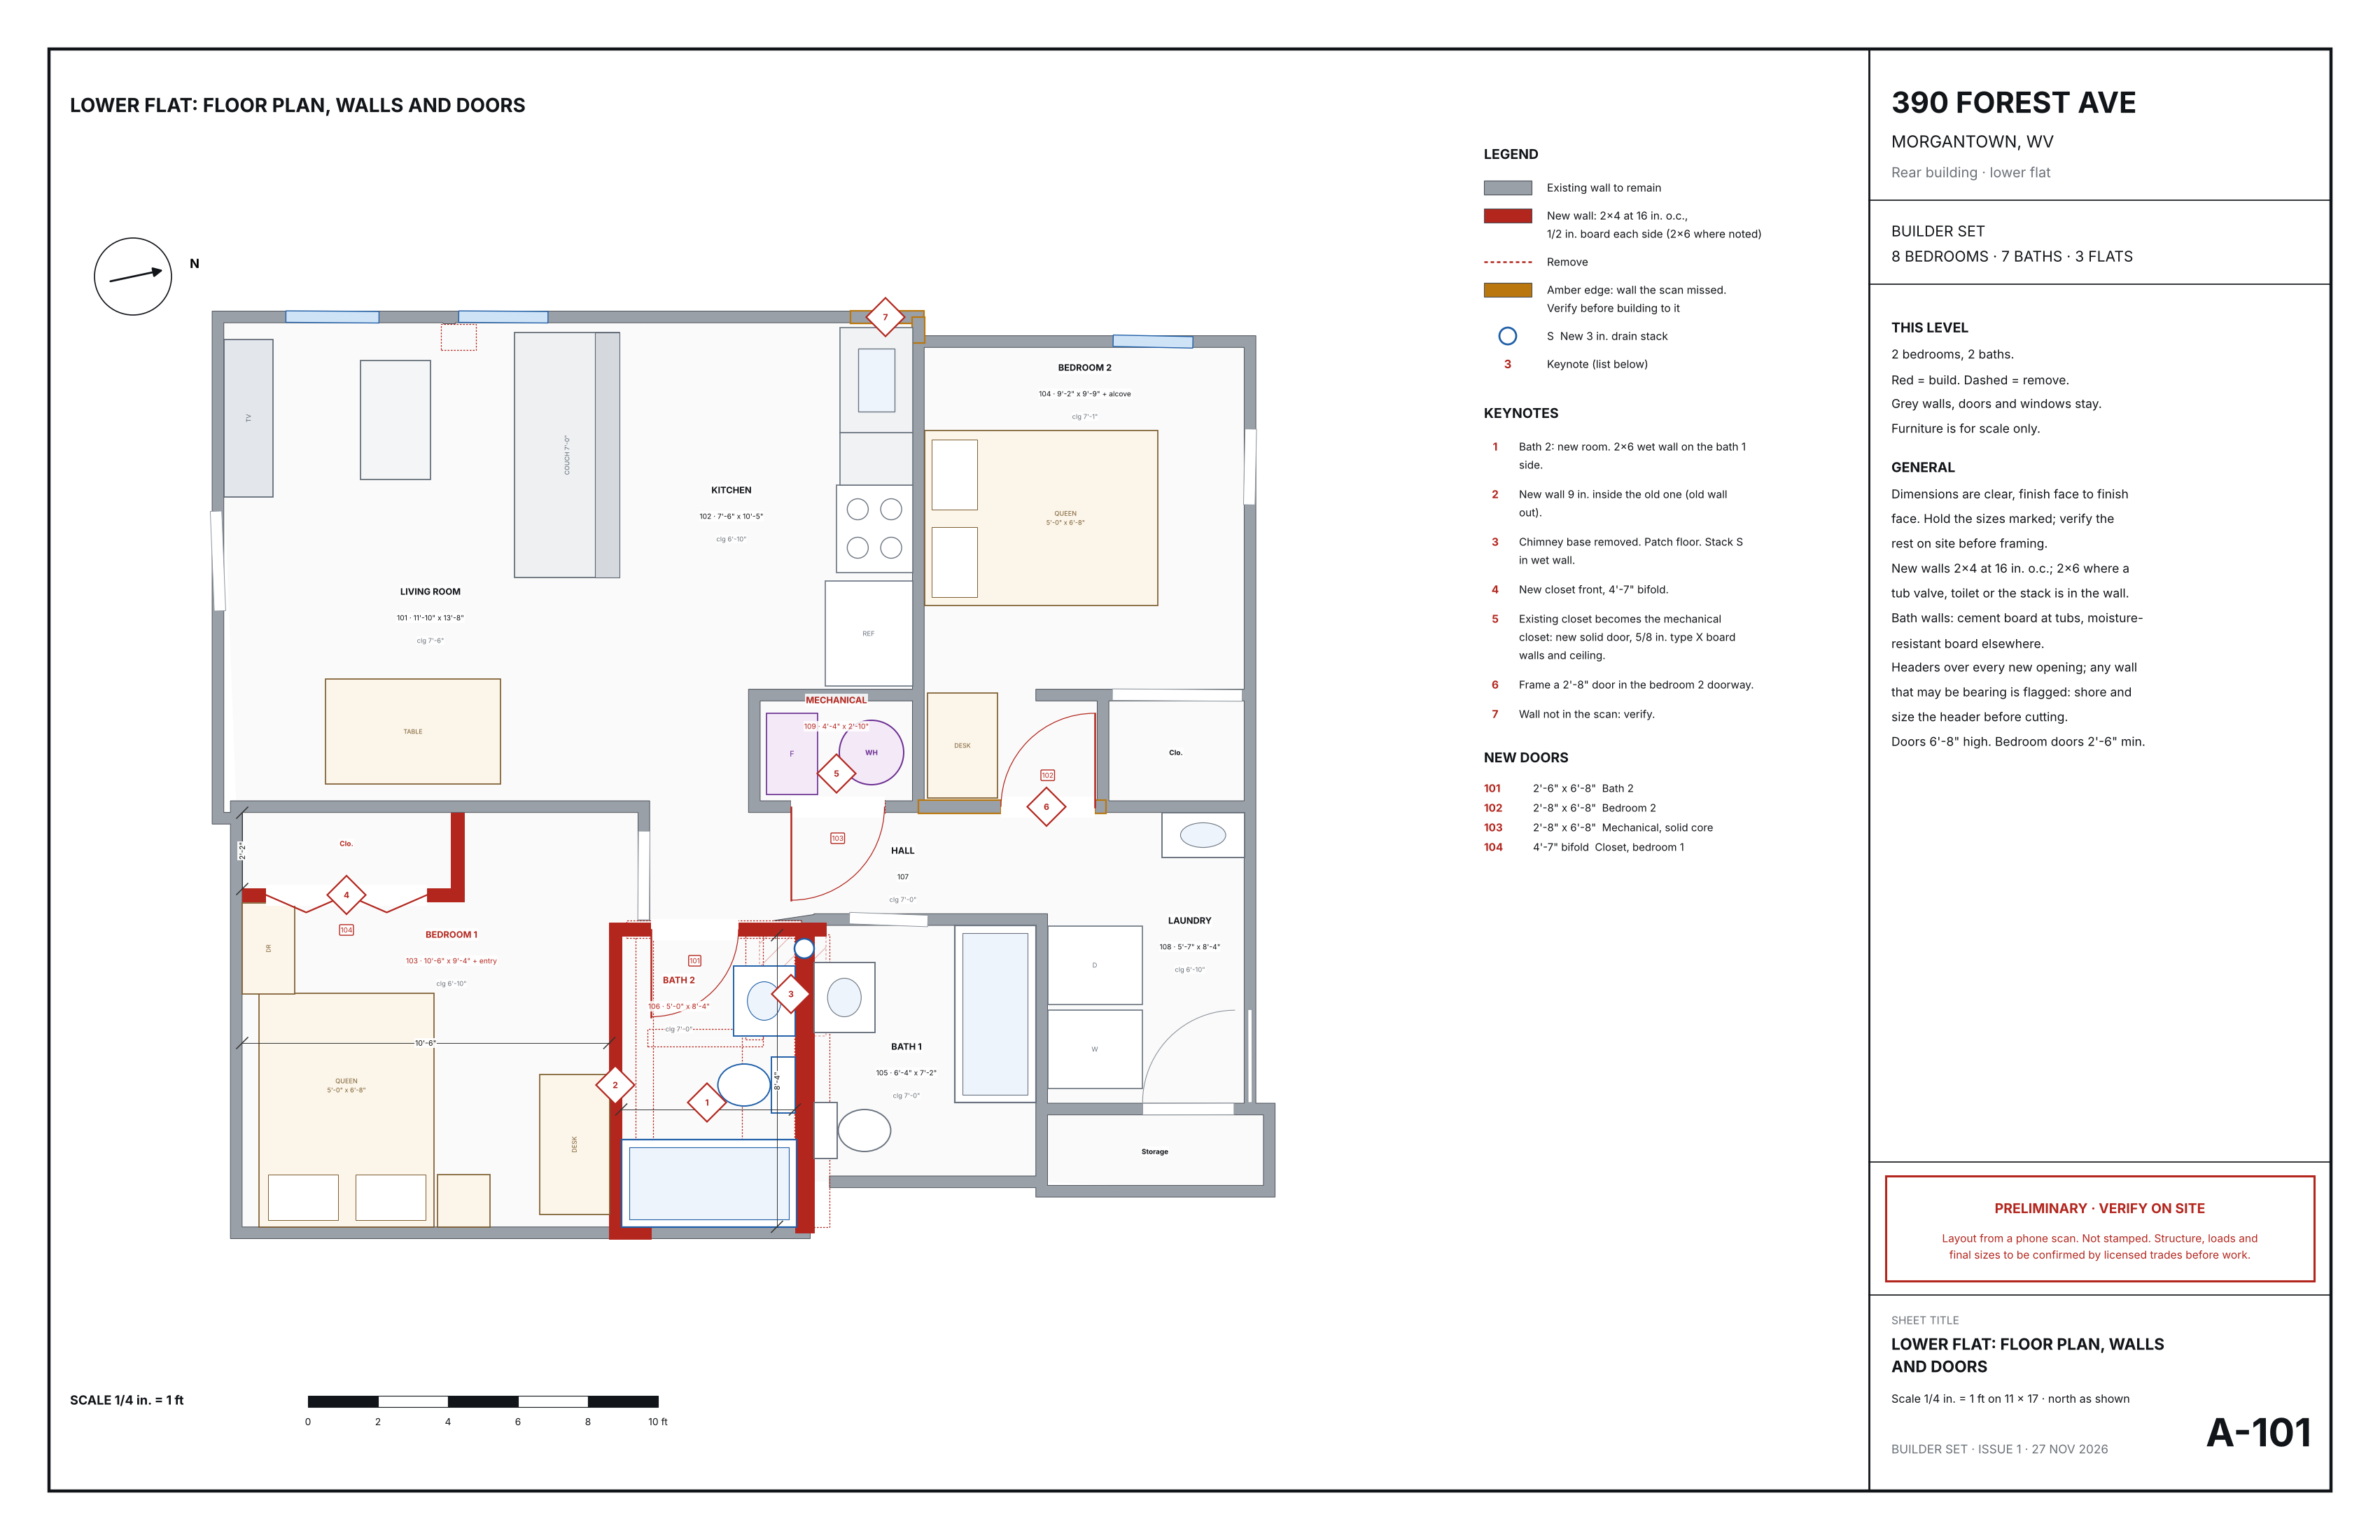 LOWER FLAT: FLOOR PLAN, WALLS AND DOORS
N
7
TV
COUCH 7'-0"
KITCHEN
102 · 7'-6" x 10'-5"
clg 6'-10"
BEDROOM 2
104 · 9'-2" x 9'-9" + alcove
clg 7'-1"
QUEEN
5'-0" x 6'-8"
LIVING ROOM
101 · 11'-10" x 13'-8"
clg 7'-6"
REF
TABLE
MECHANICAL
109 · 4'-4" x 2'-10"
F
WH
5
DESK
102
6
Clo.
2'-2"
Clo.
4
104
103
HALL
107
clg 7'-0"
DR
BEDROOM 1
103 · 10'-6" x 9'-4" + entry
clg 6'-10"
101
BATH 2
106 · 5'-0" x 8'-4"
clg 7'-0"
3
LAUNDRY
108 · 5'-7" x 8'-4"
clg 6'-10"
D
W
10'-6"
QUEEN
5'-0" x 6'-8"
2
1
8'-4"
BATH 1
105 · 6'-4" x 7'-2"
clg 7'-0"
DESK
Storage
SCALE 1/4 in. = 1 ft
0 2 4 6 8 10 ft
LEGEND
Existing wall to remain
New wall: 2×4 at 16 in. o.c.,
1/2 in. board each side (2×6 where noted)
Remove
Amber edge: wall the scan missed.
Verify before building to it
S New 3 in. drain stack
3 Keynote (list below)
KEYNOTES
1 Bath 2: new room. 2×6 wet wall on the bath 1
side.
2 New wall 9 in. inside the old one (old wall
out).
3 Chimney base removed. Patch floor. Stack S
in wet wall.
4 New closet front, 4'-7" bifold.
5 Existing closet becomes the mechanical
closet: new solid door, 5/8 in. type X board
walls and ceiling.
6 Frame a 2'-8" door in the bedroom 2 doorway.
7 Wall not in the scan: verify.
NEW DOORS
101 2'-6" x 6'-8" Bath 2
102 2'-8" x 6'-8" Bedroom 2
103 2'-8" x 6'-8" Mechanical, solid core
104 4'-7" bifold Closet, bedroom 1
390 FOREST AVE
MORGANTOWN, WV
Rear building · lower flat
BUILDER SET
8 BEDROOMS · 7 BATHS · 3 FLATS
THIS LEVEL
2 bedrooms, 2 baths.
Red = build. Dashed = remove.
Grey walls, doors and windows stay.
Furniture is for scale only.
GENERAL
Dimensions are clear, finish face to finish
face. Hold the sizes marked; verify the
rest on site before framing.
New walls 2×4 at 16 in. o.c.; 2×6 where a
tub valve, toilet or the stack is in the wall.
Bath walls: cement board at tubs, moisture-
resistant board elsewhere.
Headers over every new opening; any wall
that may be bearing is flagged: shore and
size the header before cutting.
Doors 6'-8" high. Bedroom doors 2'-6" min.
PRELIMINARY · VERIFY ON SITE
Layout from a phone scan. Not stamped. Structure, loads and
final sizes to be confirmed by licensed trades before work.
SHEET TITLE
LOWER FLAT: FLOOR PLAN, WALLS
AND DOORS
Scale 1/4 in. = 1 ft on 11 × 17 · north as shown
BUILDER SET · ISSUE 1 · 27 NOV 2026
A-101